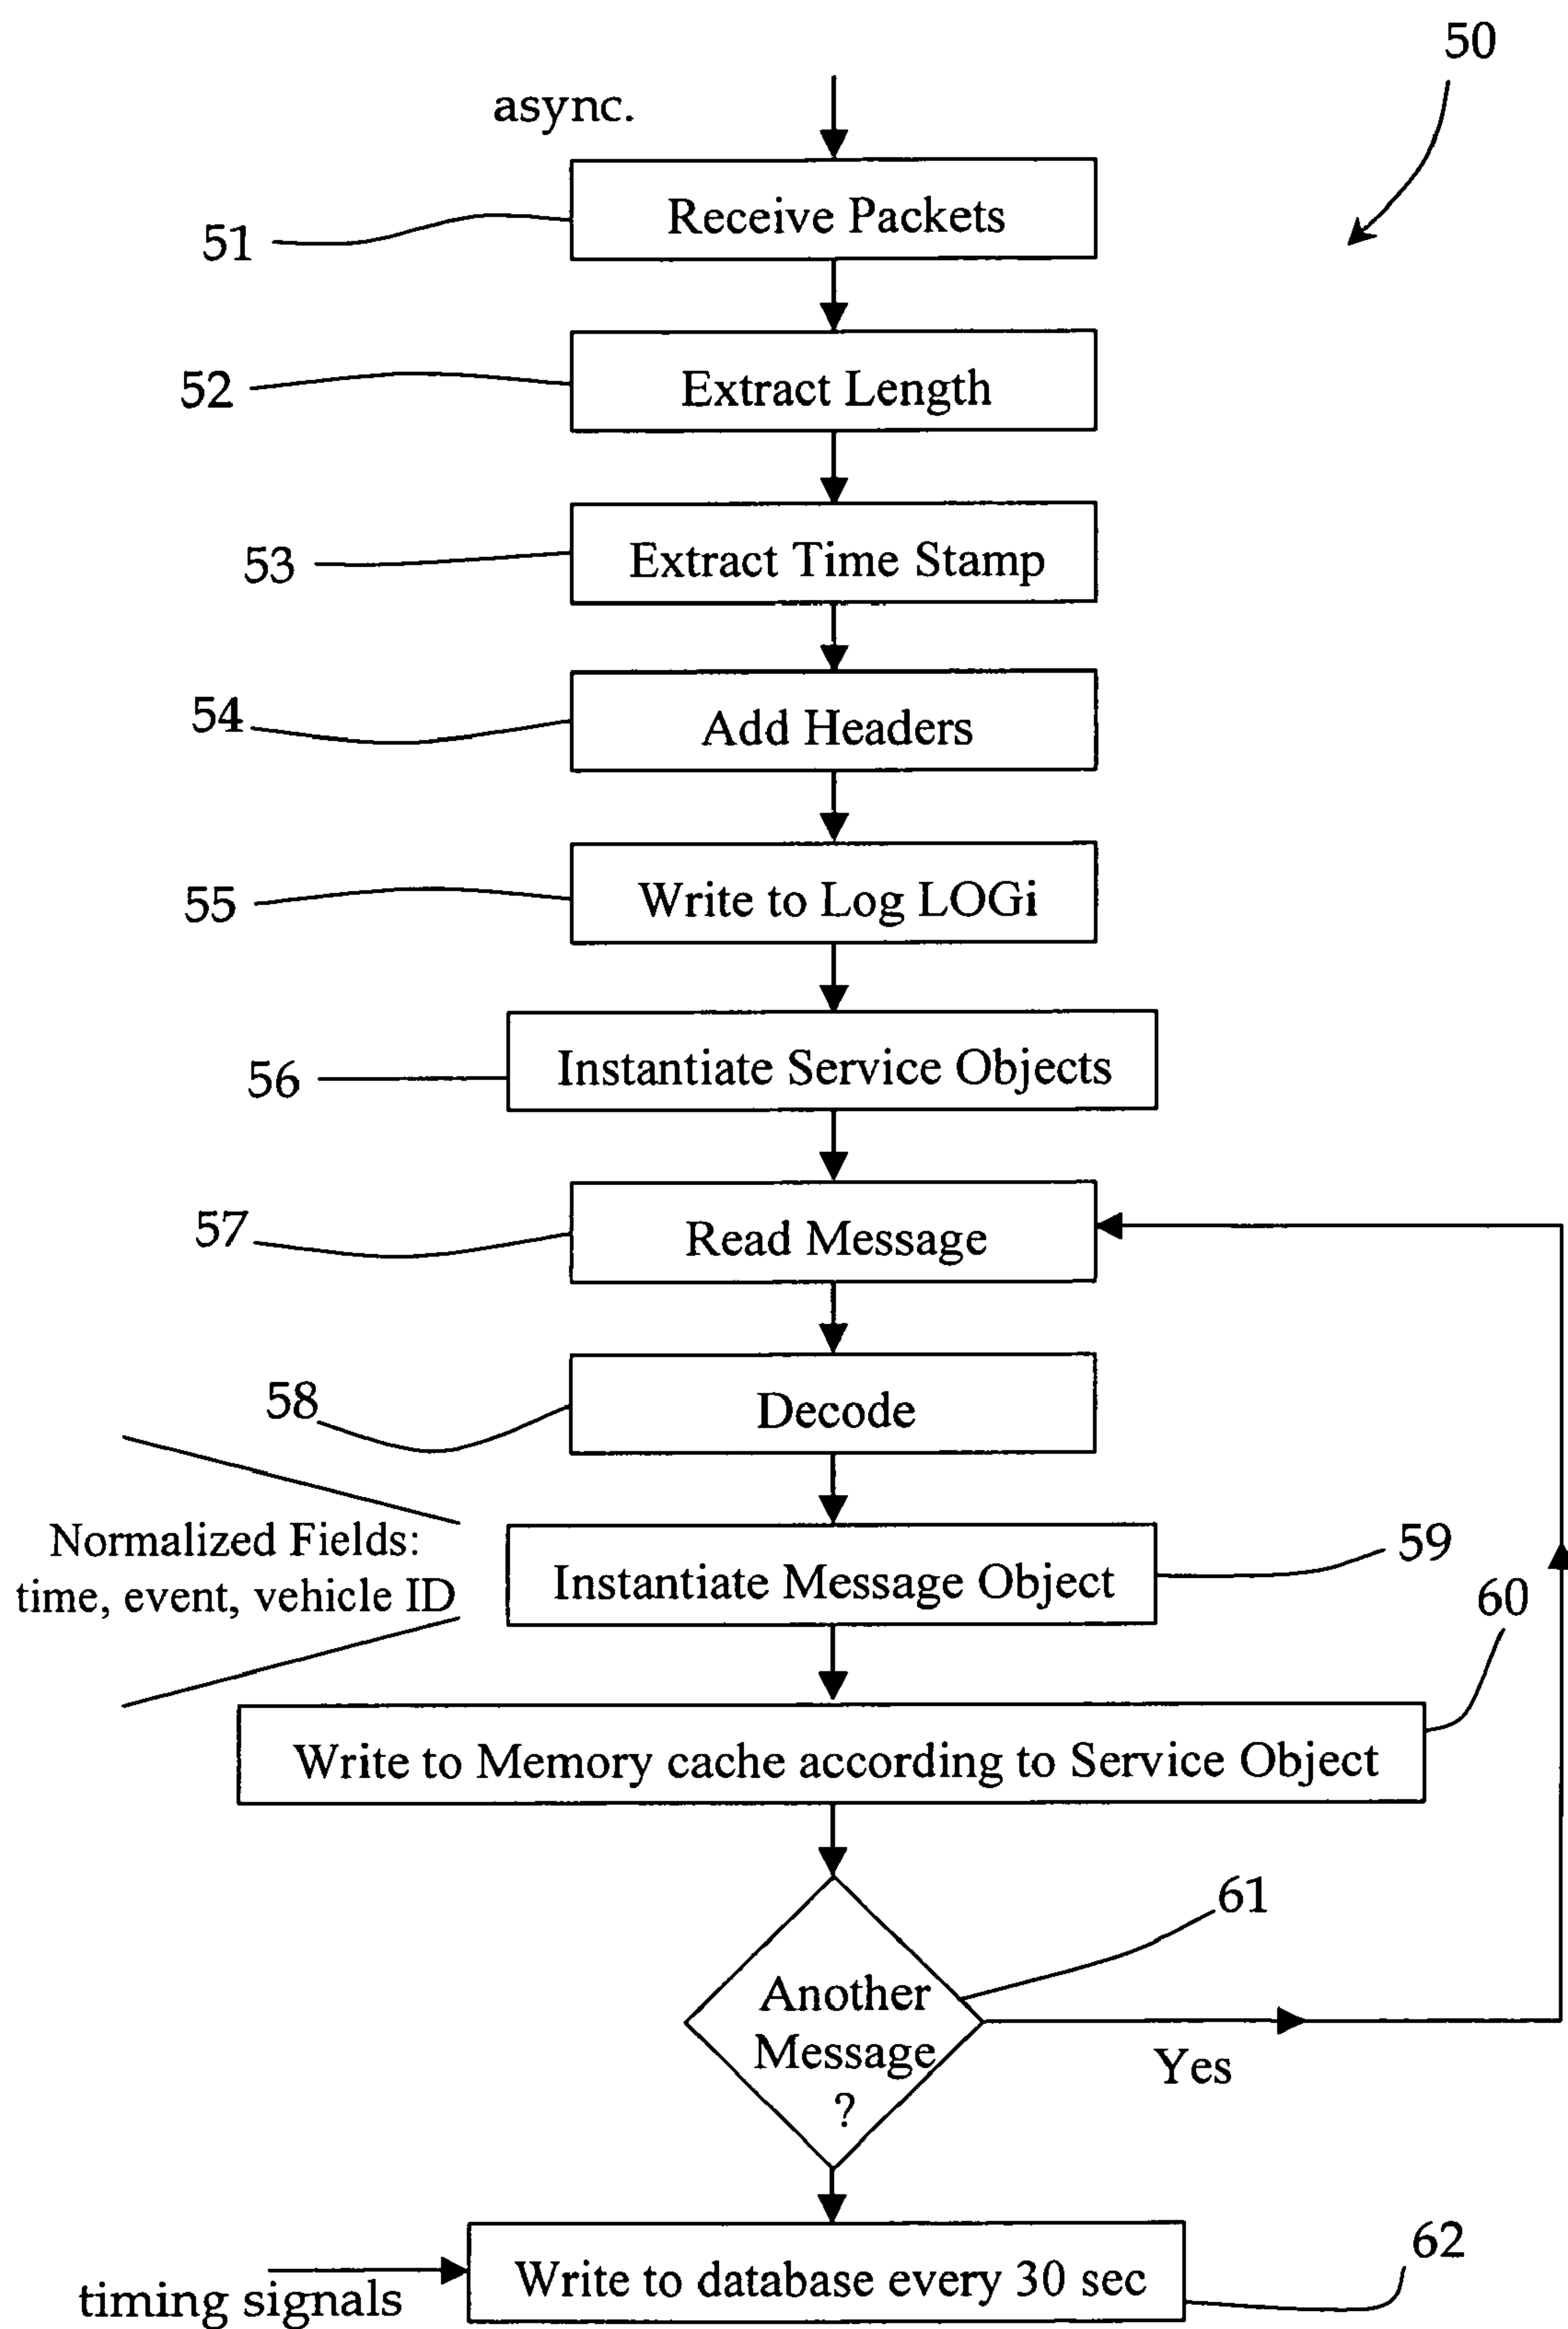 50
async.
Receive Packets
51
Extract Length
52
Extract Time Stamp
53
Add Headers
54
Write to Log LOGi
55
Instantiate Service Objects
56
Read Message
57
Decode
58
Normalized Fields:
time, event, vehicle ID
Instantiate Message Object
59
60
Write to Memory cache according to Service Object
61
Another
Message
?
Yes
62
Write to database every 30 sec
timing signals